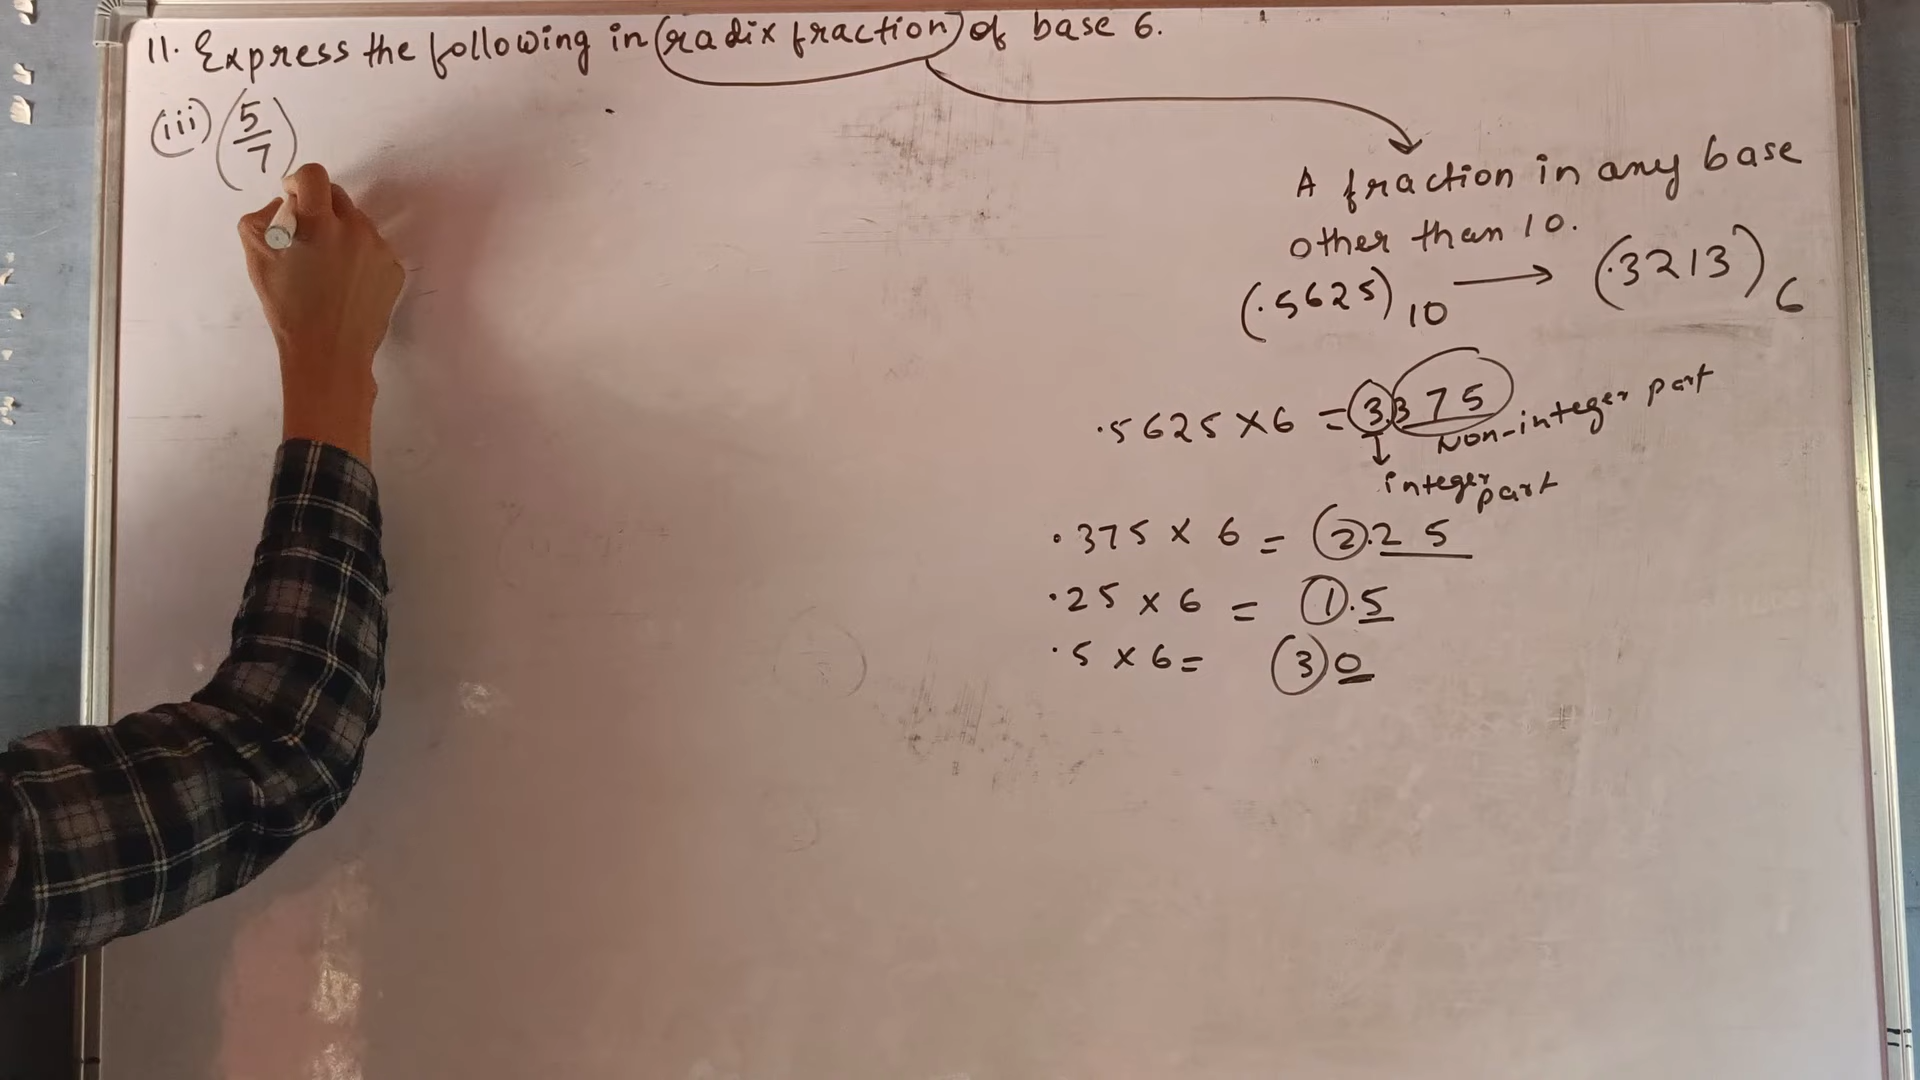 11. Express the following in (radix fraction) of base 6.
(iii) (5/7)
A fraction in any base
other than 10.
(.5625)10 → (.3213)6
.5625 × 6 = 3.375
Non-integer part
integer part
.375 × 6 = 2.25
.25 × 6 = 1.5
.5 × 6 = 3 0